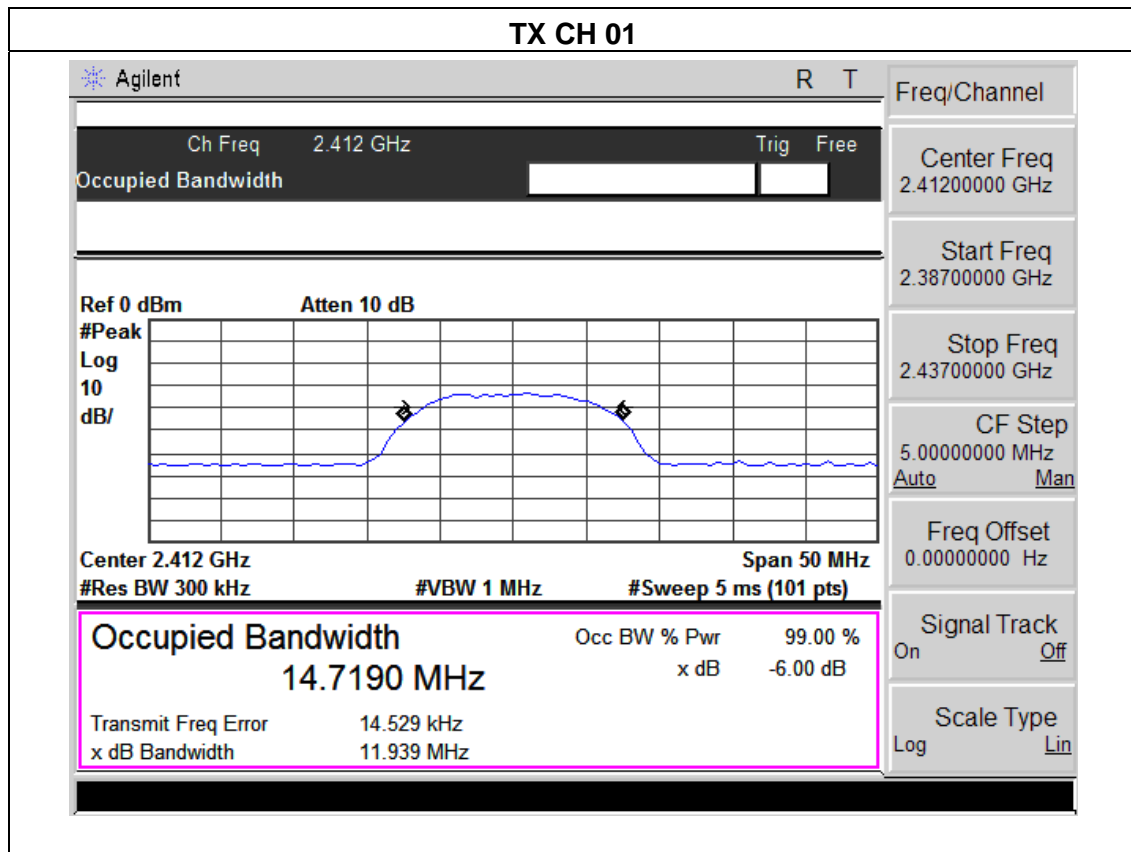 TX CH 01
Agilent R T
Freq/Channel
Ch Freq 2.412 GHz Trig Free
Occupied Bandwidth
Center Freq
2.41200000 GHz
Start Freq
2.38700000 GHz
Ref 0 dBm Atten 10 dB
#Peak
Log
10
dB/
Stop Freq
2.43700000 GHz
CF Step
5.00000000 MHz
Auto Man
Freq Offset
0.00000000 Hz
Center 2.412 GHz Span 50 MHz
#Res BW 300 kHz #VBW 1 MHz #Sweep 5 ms (101 pts)
Occupied Bandwidth Occ BW % Pwr 99.00 %
14.7190 MHz x dB -6.00 dB
Signal Track
On Off
Transmit Freq Error 14.529 kHz
x dB Bandwidth 11.939 MHz
Scale Type
Log Lin